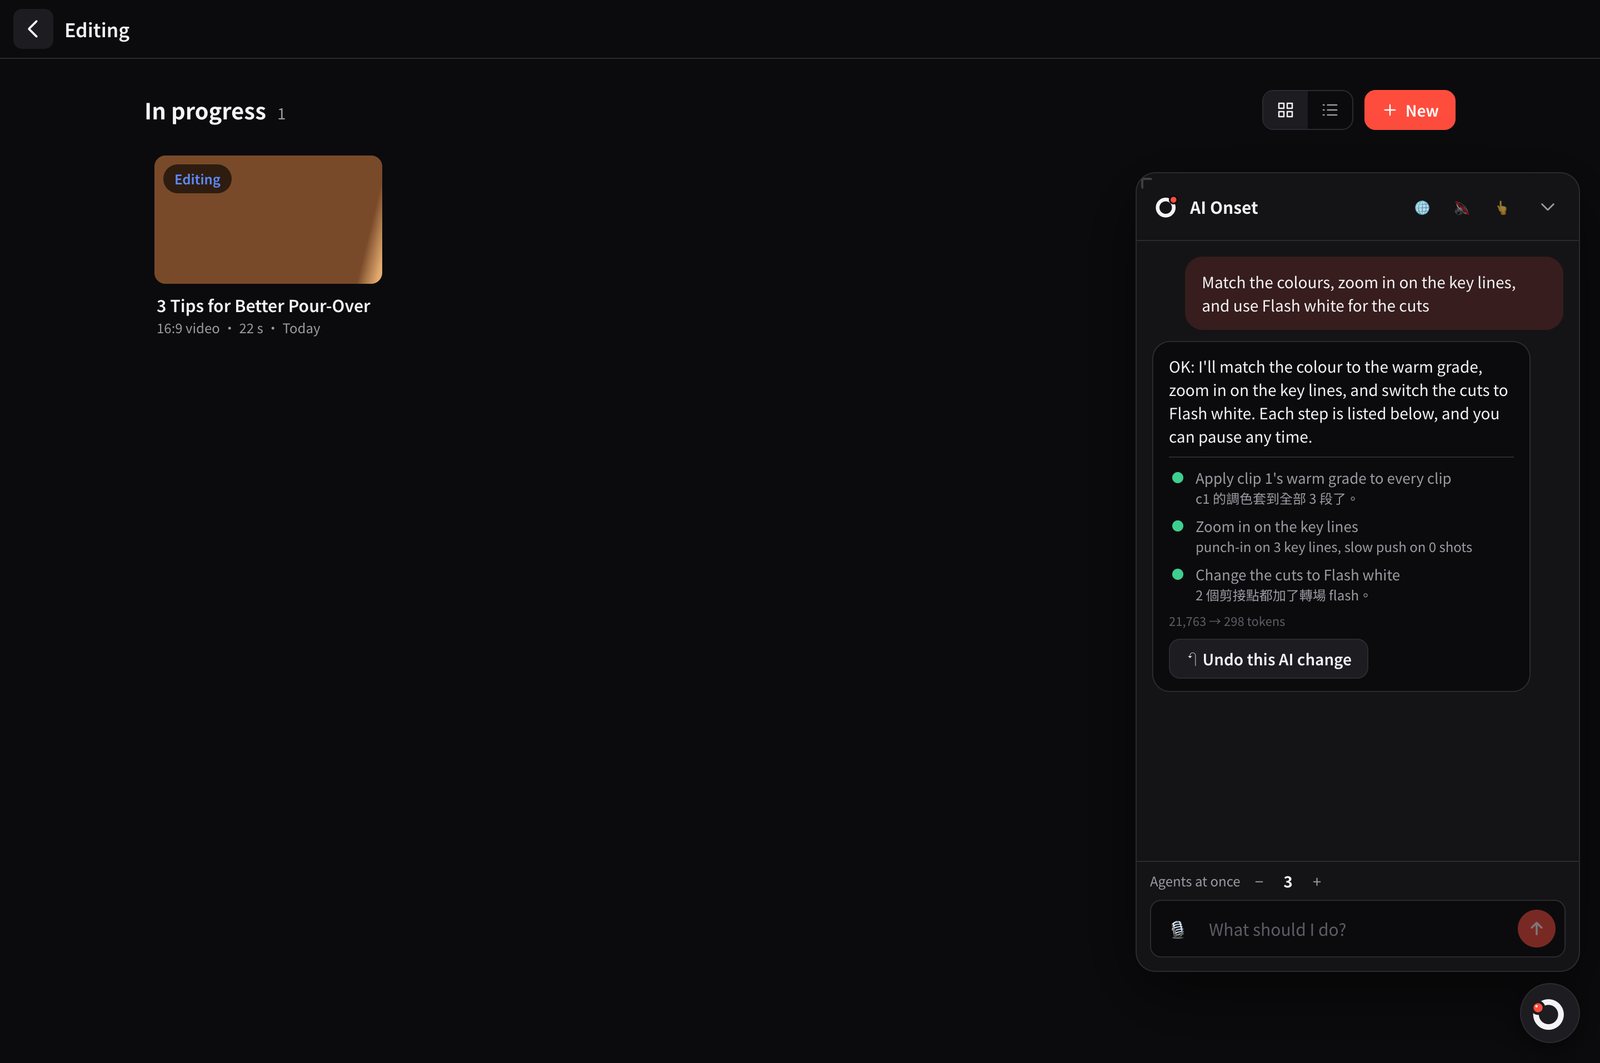 Editing
In progress 1
+ New
Editing
3 Tips for Better Pour-Over
16:9 video • 22 s • Today
AI Onset
Match the colours, zoom in on the key lines,
and use Flash white for the cuts
OK: I'll match the colour to the warm grade,
zoom in on the key lines, and switch the cuts to
Flash white. Each step is listed below, and you
can pause any time.
Apply clip 1's warm grade to every clip
c1 的調色套到全部 3 段了。
Zoom in on the key lines
punch-in on 3 key lines, slow push on 0 shots
Change the cuts to Flash white
2 個剪接點都加了轉場 flash。
21,763 → 298 tokens
Undo this AI change
Agents at once − 3 +
What should I do?